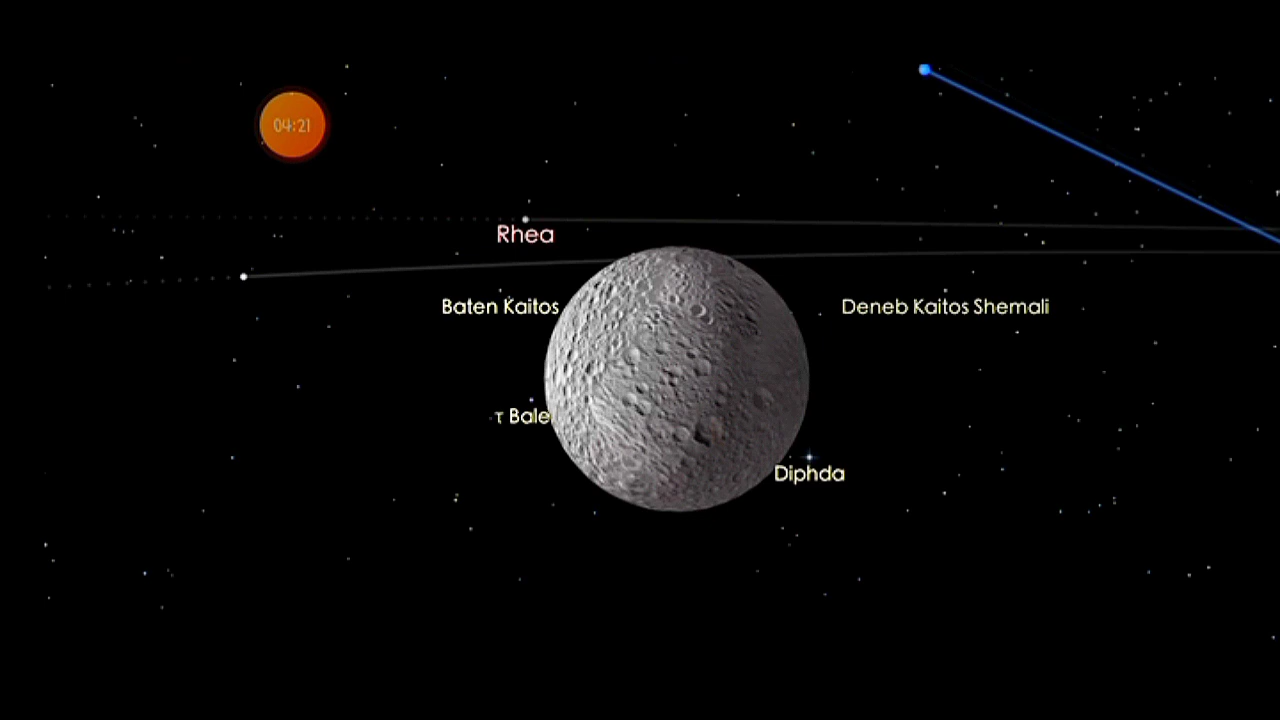 04:21
Rhea
Baten Kaitos
Deneb Kaitos Shemali
τ Bale
Diphda